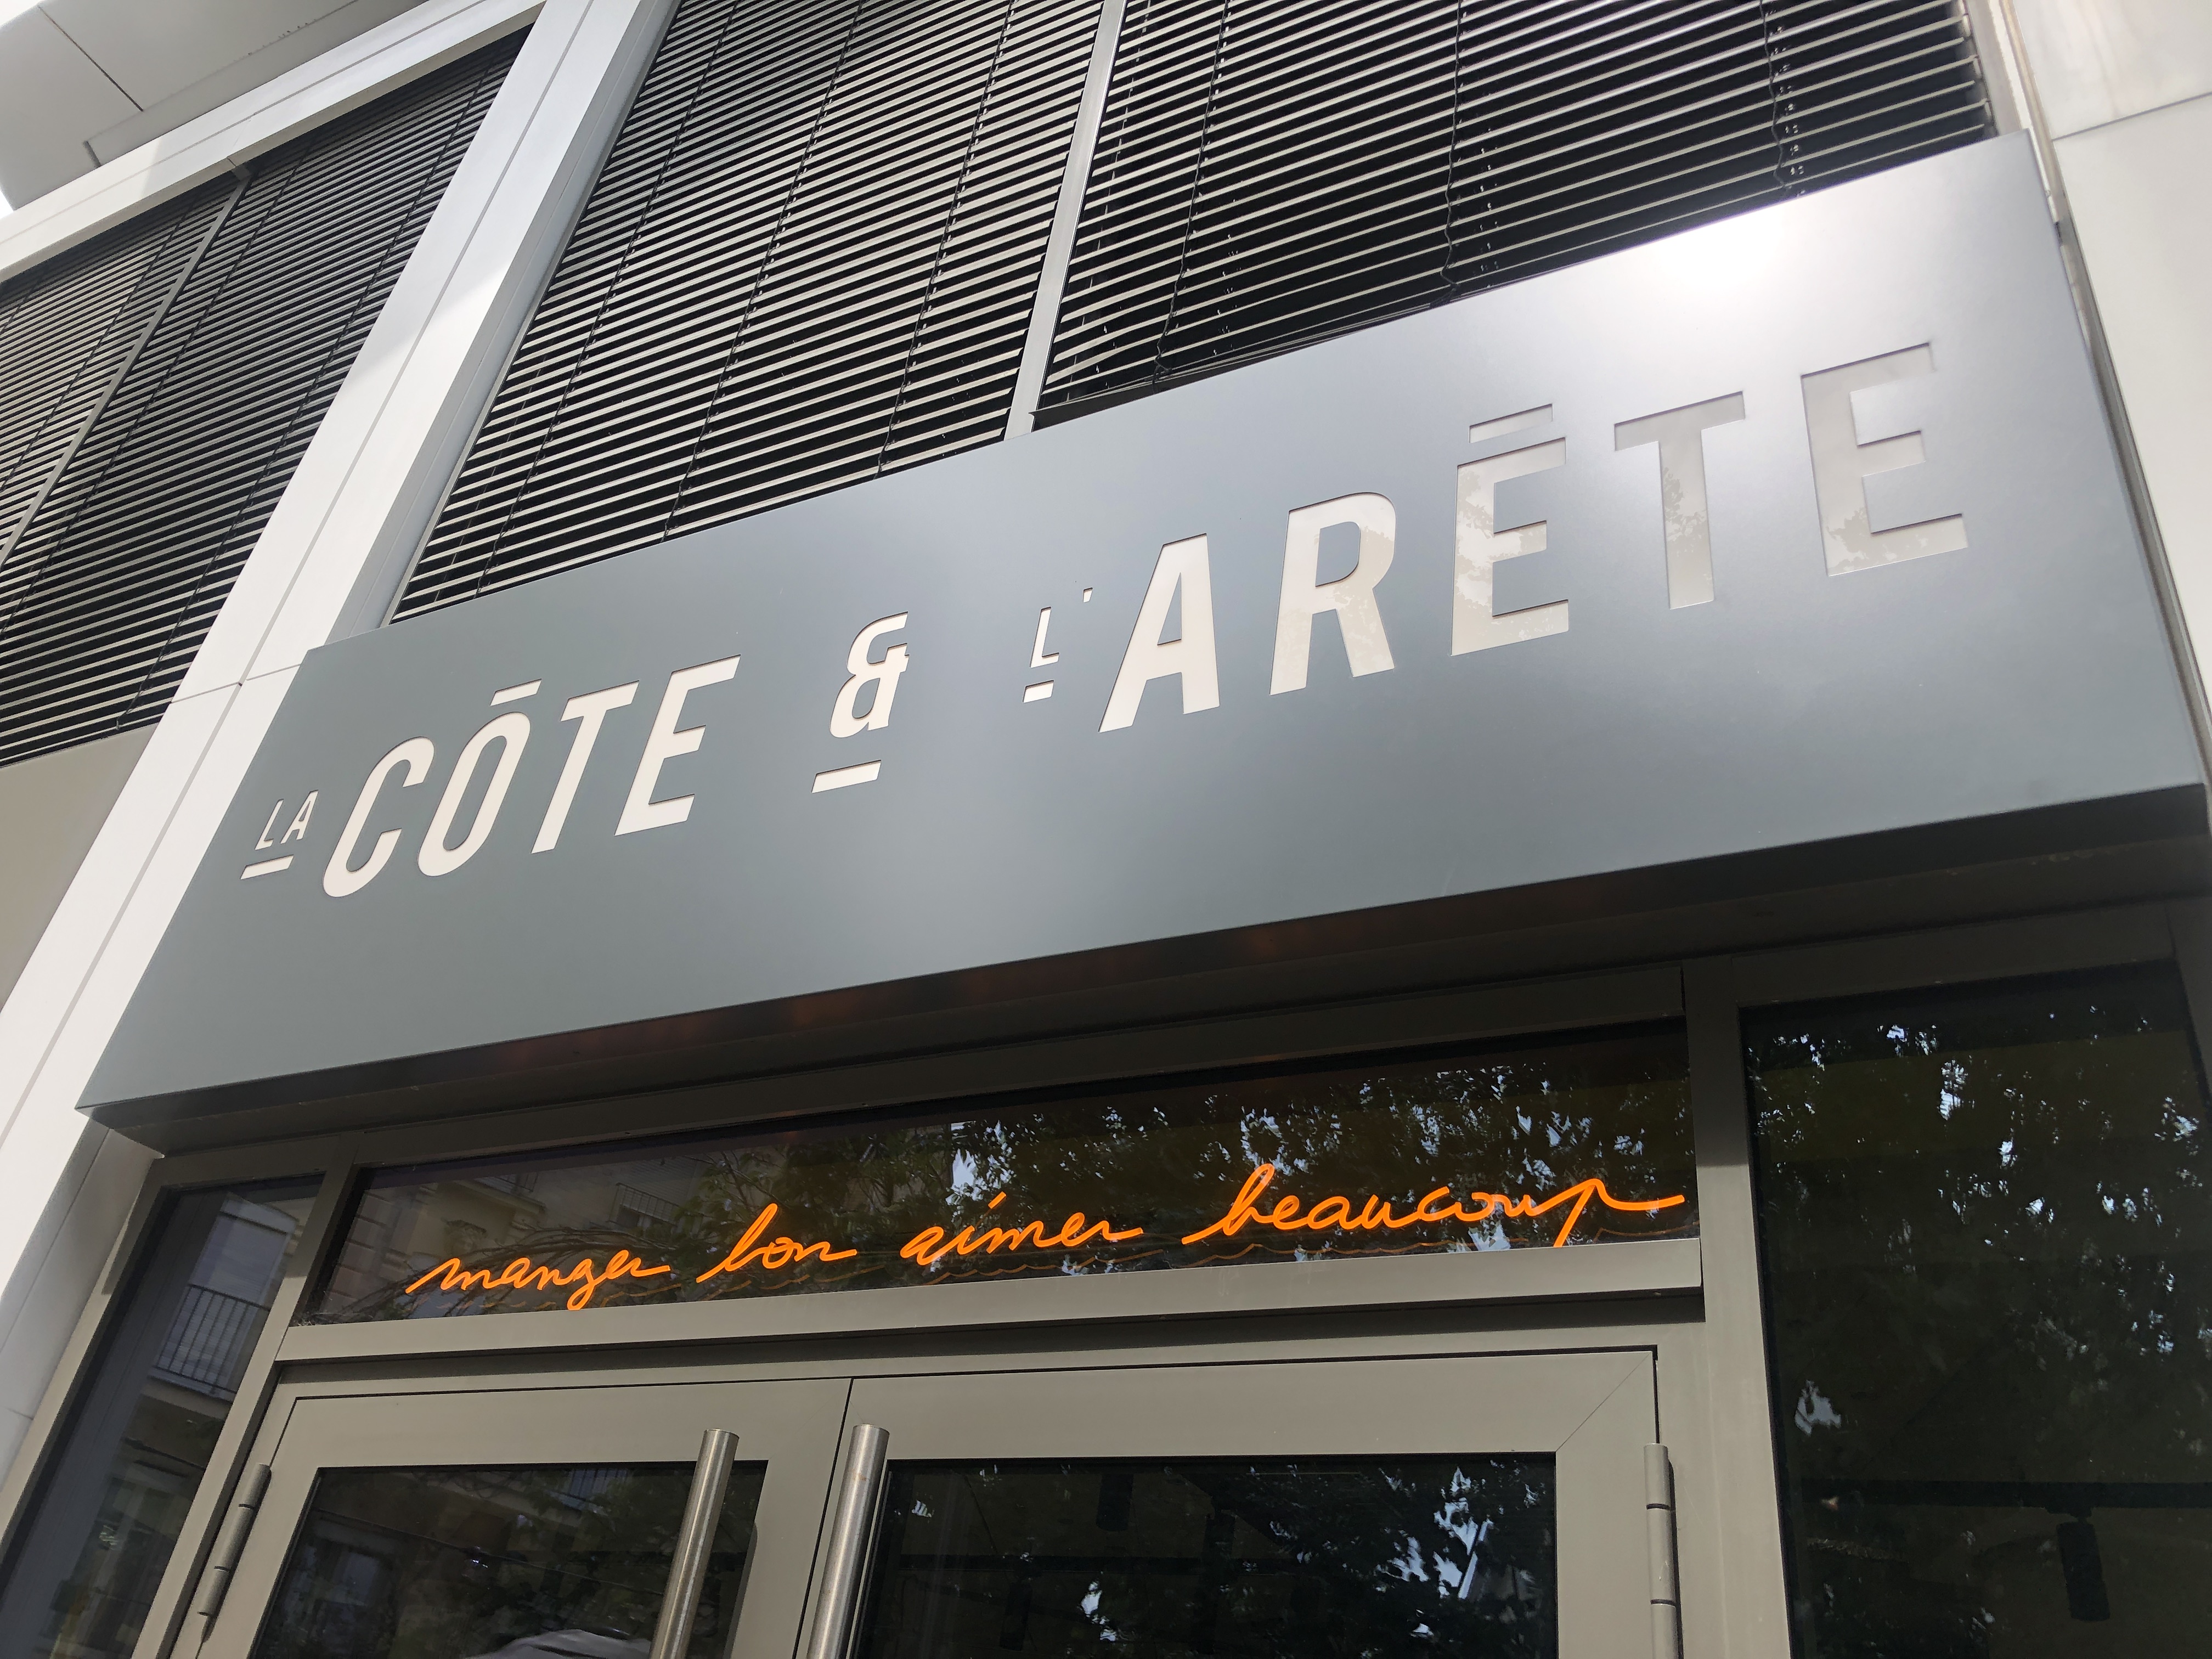 LA CÔTE & L'ARÊTE
manger bon aimer beaucoup